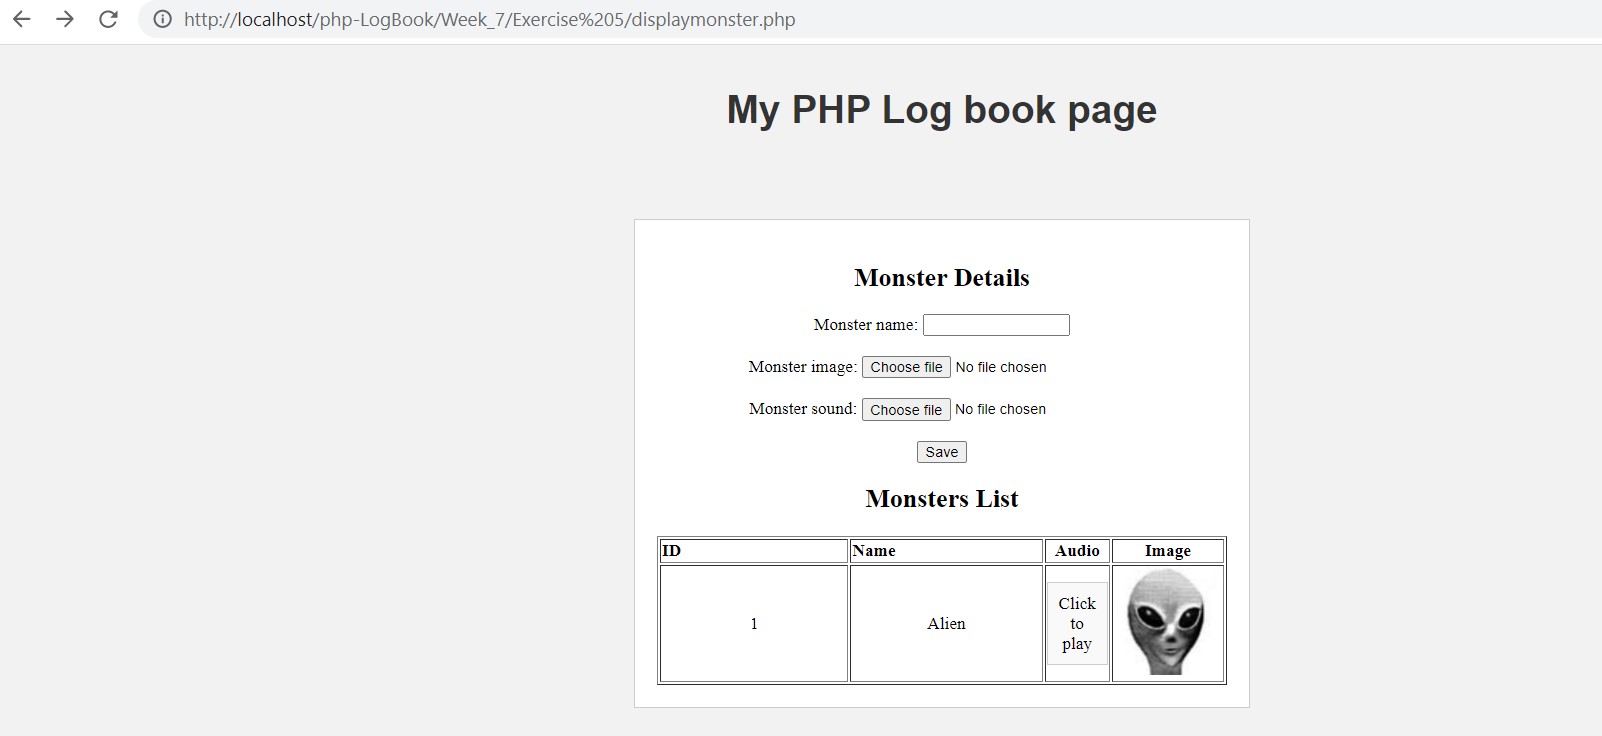 http://localhost/php-LogBook/Week_7/Exercise%205/displaymonster.php
My PHP Log book page
Monster Details
Monster name:
Monster image: Choose file No file chosen
Monster sound: Choose file No file chosen
Save
Monsters List
ID Name Audio Image
1 Alien Click
to
play